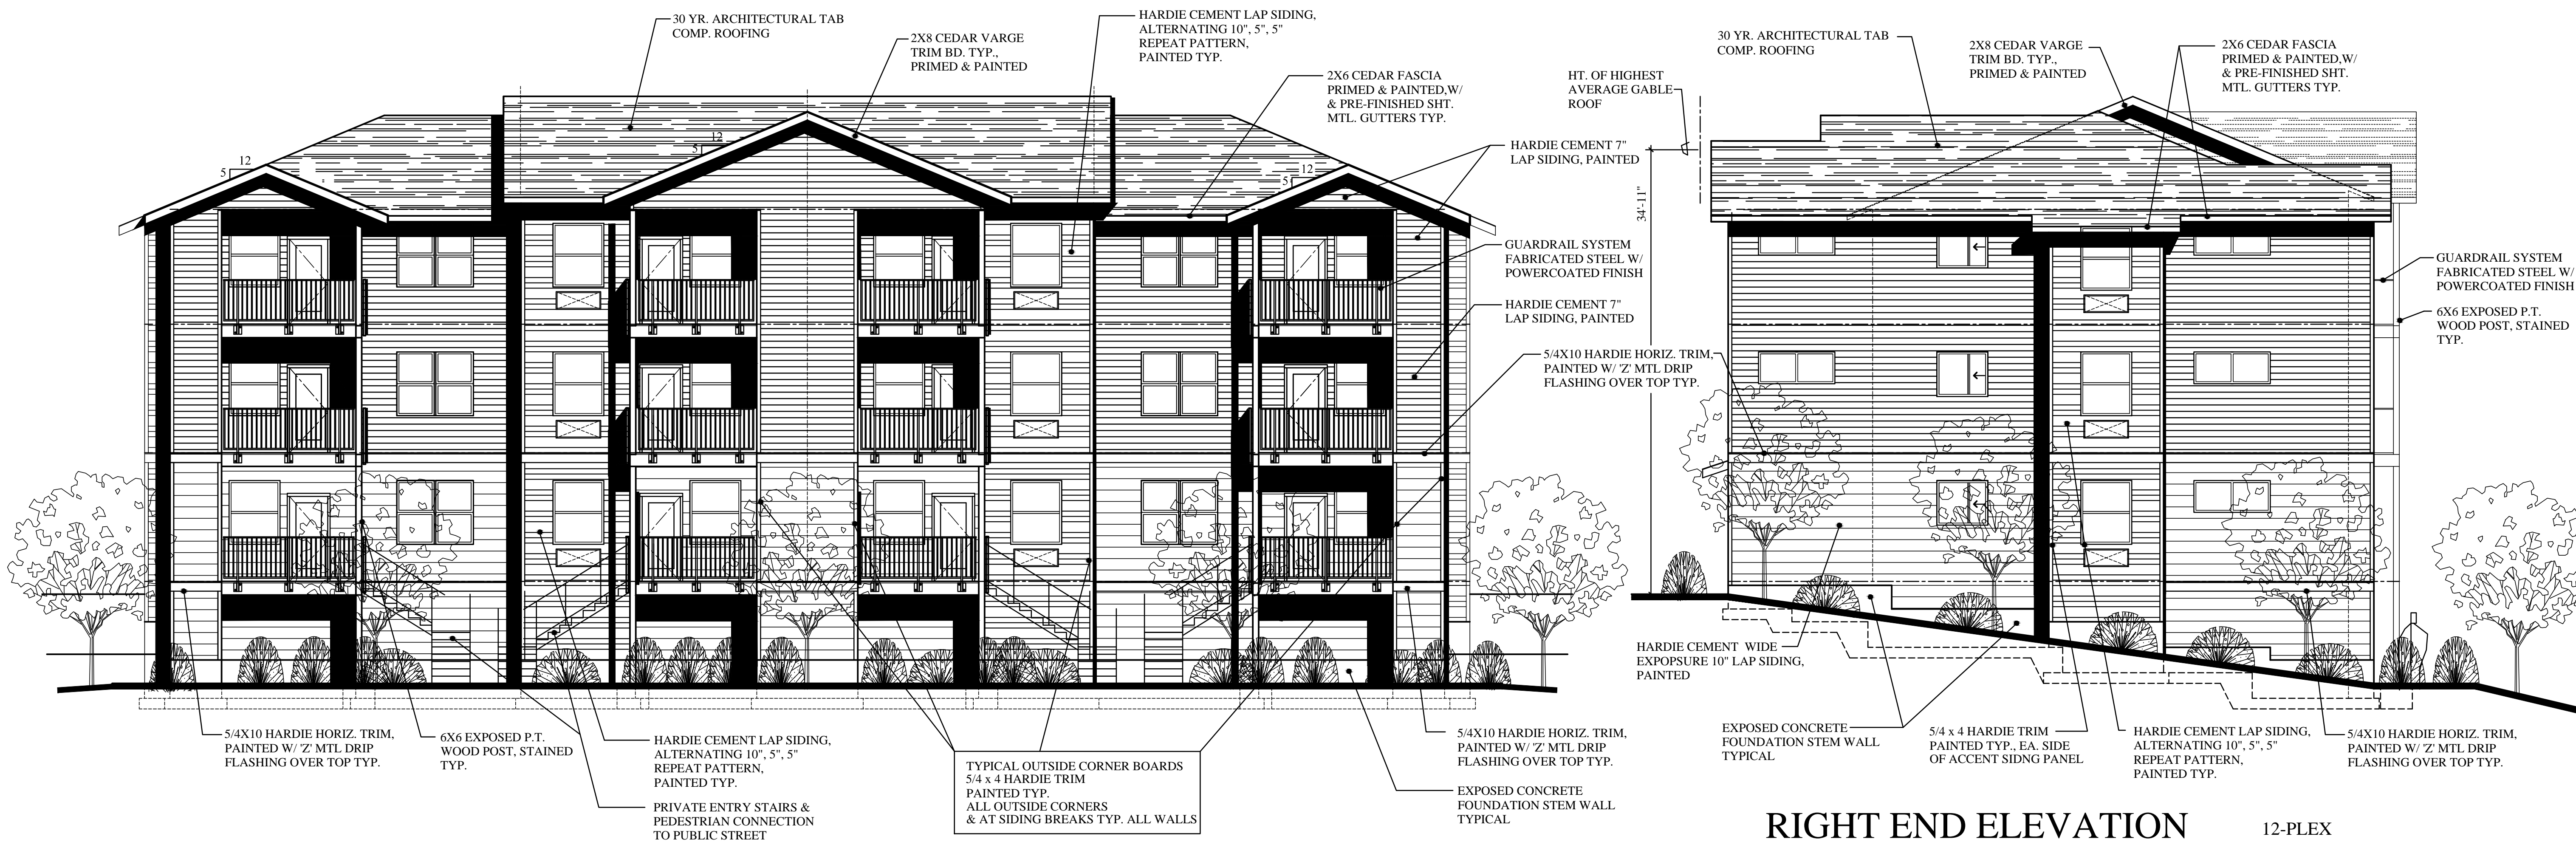 30 YR. ARCHITECTURAL TAB
COMP. ROOFING
2X8 CEDAR VARGE
TRIM BD. TYP.,
PRIMED & PAINTED
HARDIE CEMENT LAP SIDING,
ALTERNATING 10", 5", 5"
REPEAT PATTERN,
PAINTED TYP.
2X6 CEDAR FASCIA
PRIMED & PAINTED,W/
& PRE-FINISHED SHT.
MTL. GUTTERS TYP.
HARDIE CEMENT 7"
LAP SIDING, PAINTED
GUARDRAIL SYSTEM
FABRICATED STEEL W/
POWERCOATED FINISH
HARDIE CEMENT 7"
LAP SIDING, PAINTED
5/4X10 HARDIE HORIZ. TRIM,
PAINTED W/ 'Z' MTL DRIP
FLASHING OVER TOP TYP.
12
5
12
5
12
5
5/4X10 HARDIE HORIZ. TRIM,
PAINTED W/ 'Z' MTL DRIP
FLASHING OVER TOP TYP.
6X6 EXPOSED P.T.
WOOD POST, STAINED
TYP.
HARDIE CEMENT LAP SIDING,
ALTERNATING 10", 5", 5"
REPEAT PATTERN,
PAINTED TYP.
PRIVATE ENTRY STAIRS &
PEDESTRIAN CONNECTION
TO PUBLIC STREET
TYPICAL OUTSIDE CORNER BOARDS
5/4 x 4 HARDIE TRIM
PAINTED TYP.
ALL OUTSIDE CORNERS
& AT SIDING BREAKS TYP. ALL WALLS
5/4X10 HARDIE HORIZ. TRIM,
PAINTED W/ 'Z' MTL DRIP
FLASHING OVER TOP TYP.
EXPOSED CONCRETE
FOUNDATION STEM WALL
TYPICAL
HT. OF HIGHEST
AVERAGE GABLE
ROOF
34'-11"
30 YR. ARCHITECTURAL TAB
COMP. ROOFING
2X8 CEDAR VARGE
TRIM BD. TYP.,
PRIMED & PAINTED
2X6 CEDAR FASCIA
PRIMED & PAINTED,W/
& PRE-FINISHED SHT.
MTL. GUTTERS TYP.
GUARDRAIL SYSTEM
FABRICATED STEEL W/
POWERCOATED FINISH
6X6 EXPOSED P.T.
WOOD POST, STAINED
TYP.
HARDIE CEMENT WIDE
EXPOPSURE 10" LAP SIDING,
PAINTED
EXPOSED CONCRETE
FOUNDATION STEM WALL
TYPICAL
5/4 x 4 HARDIE TRIM
PAINTED TYP., EA. SIDE
OF ACCENT SIDNG PANEL
HARDIE CEMENT LAP SIDING,
ALTERNATING 10", 5", 5"
REPEAT PATTERN,
PAINTED TYP.
5/4X10 HARDIE HORIZ. TRIM,
PAINTED W/ 'Z' MTL DRIP
FLASHING OVER TOP TYP.
RIGHT END ELEVATION
12-PLEX